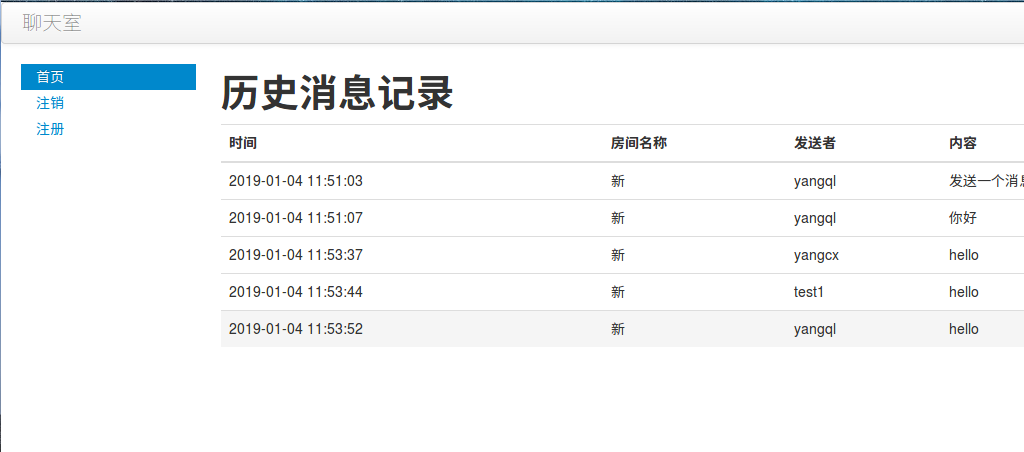 聊天室
首页
注销
注册
历史消息记录
时间 房间名称 发送者 内容
2019-01-04 11:51:03 新 yangql 发送一个消
2019-01-04 11:51:07 新 yangql 你好
2019-01-04 11:53:37 新 yangcx hello
2019-01-04 11:53:44 新 test1 hello
2019-01-04 11:53:52 新 yangql hello